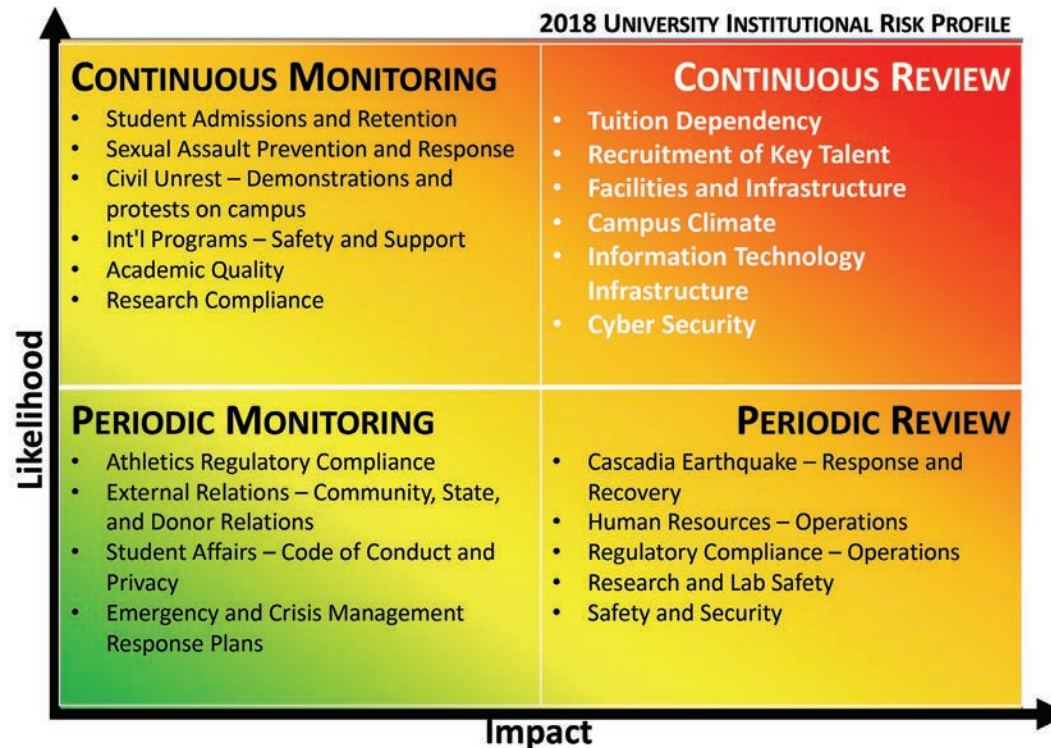 2018 UNIVERSITY INSTITUTIONAL RISK PROFILE
CONTINUOUS MONITORING
• Student Admissions and Retention
• Sexual Assault Prevention and Response
• Civil Unrest – Demonstrations and
protests on campus
• Int'l Programs – Safety and Support
• Academic Quality
• Research Compliance
CONTINUOUS REVIEW
• Tuition Dependency
• Recruitment of Key Talent
• Facilities and Infrastructure
• Campus Climate
• Information Technology
Infrastructure
• Cyber Security
PERIODIC MONITORING
• Athletics Regulatory Compliance
• External Relations – Community, State,
and Donor Relations
• Student Affairs – Code of Conduct and
Privacy
• Emergency and Crisis Management
Response Plans
PERIODIC REVIEW
• Cascadia Earthquake – Response and
Recovery
• Human Resources – Operations
• Regulatory Compliance – Operations
• Research and Lab Safety
• Safety and Security
Likelihood
Impact